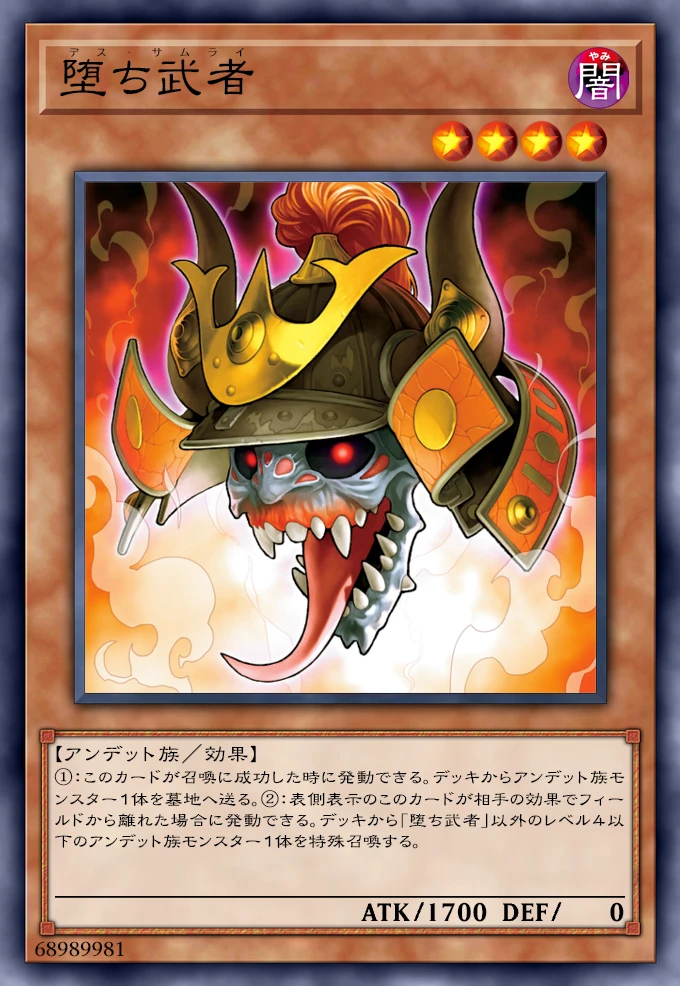 デス・サムライ
堕ち武者
やみ
闇
【アンデット族／効果】
①：このカードが召喚に成功した時に発動できる。デッキからアンデット族モ
ンスター１体を墓地へ送る。②：表側表示のこのカードが相手の効果でフィー
ルドから離れた場合に発動できる。デッキから「堕ち武者」以外のレベル４以
下のアンデット族モンスター１体を特殊召喚する。
ATK/1700 DEF/ 0
68989981